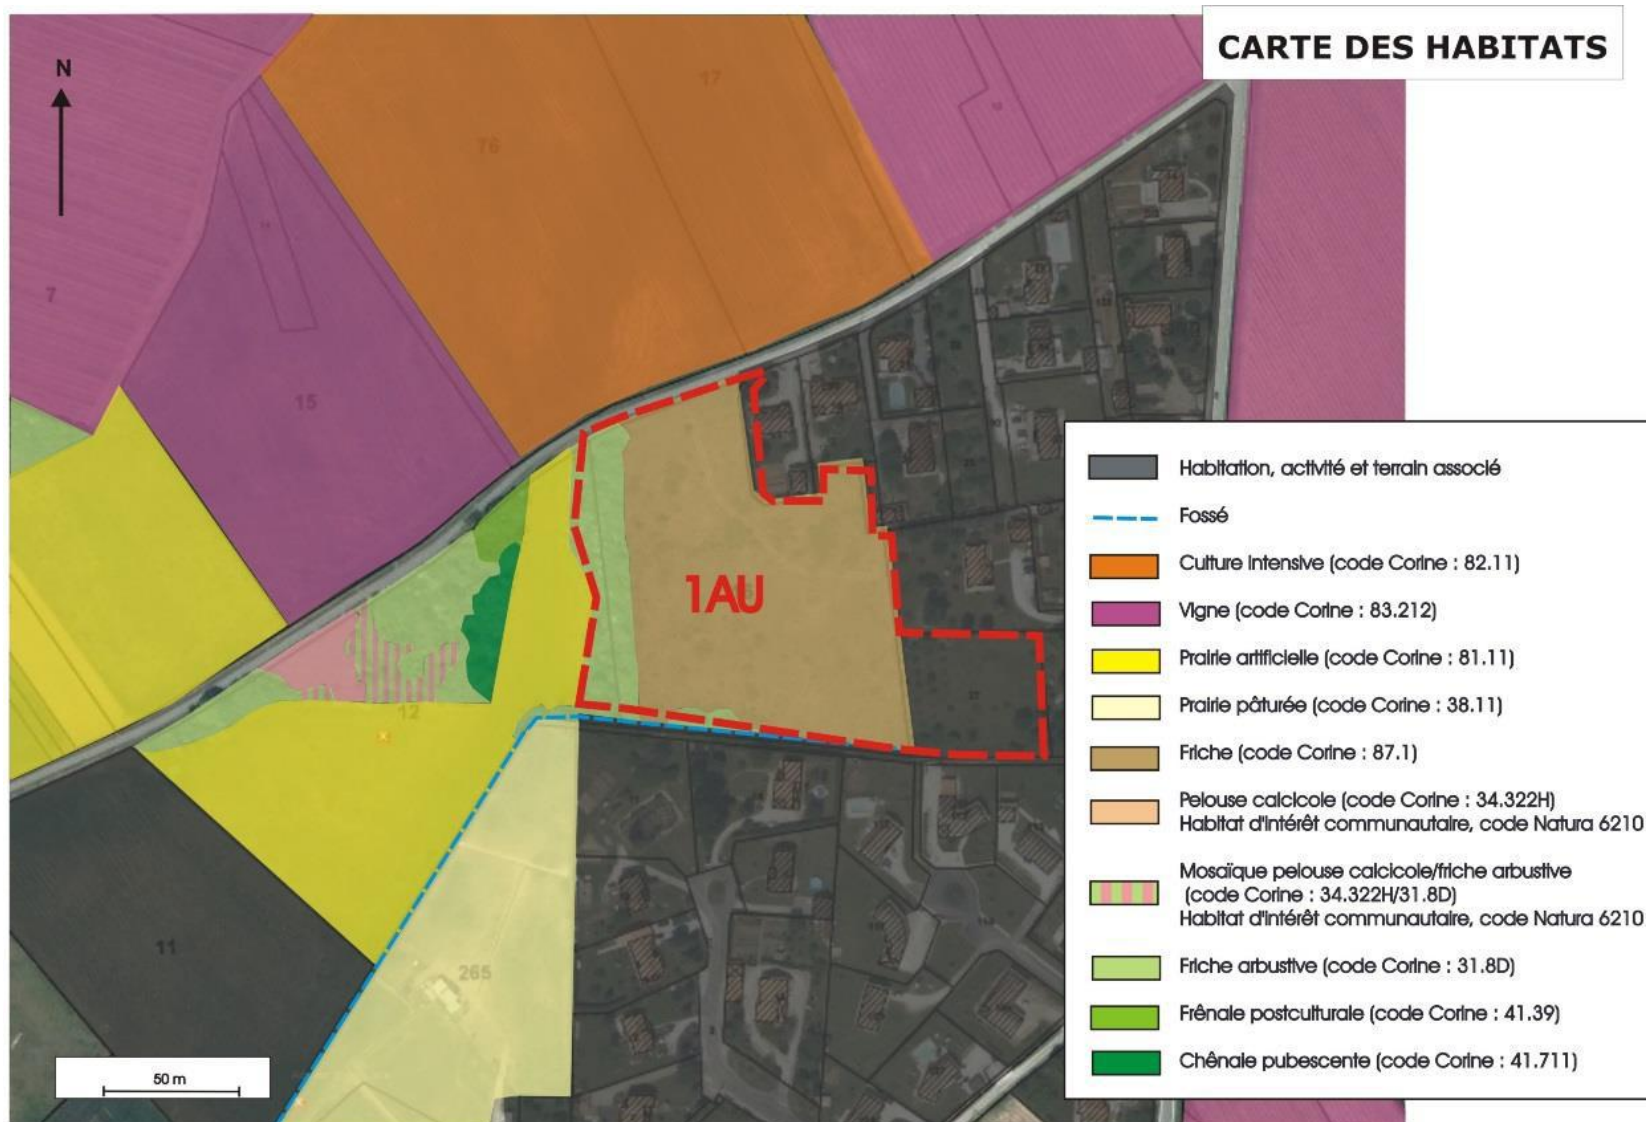 CARTE DES HABITATS
N
76
17
7
15
12
11
265
1AU
50 m
Habitation, activité et terrain associé
Fossé
Culture intensive (code Corine : 82.11)
Vigne (code Corine : 83.212)
Prairie artificielle (code Corine : 81.11)
Prairie pâturée (code Corine : 38.11)
Friche (code Corine : 87.1)
Pelouse calcicole (code Corine : 34.322H)
Habitat d'intérêt communautaire, code Natura 6210
Mosaïque pelouse calcicole/friche arbustive
(code Corine : 34.322H/31.8D)
Habitat d'intérêt communautaire, code Natura 6210
Friche arbustive (code Corine : 31.8D)
Frênaie postculturale (code Corine : 41.39)
Chênaie pubescente (code Corine : 41.711)